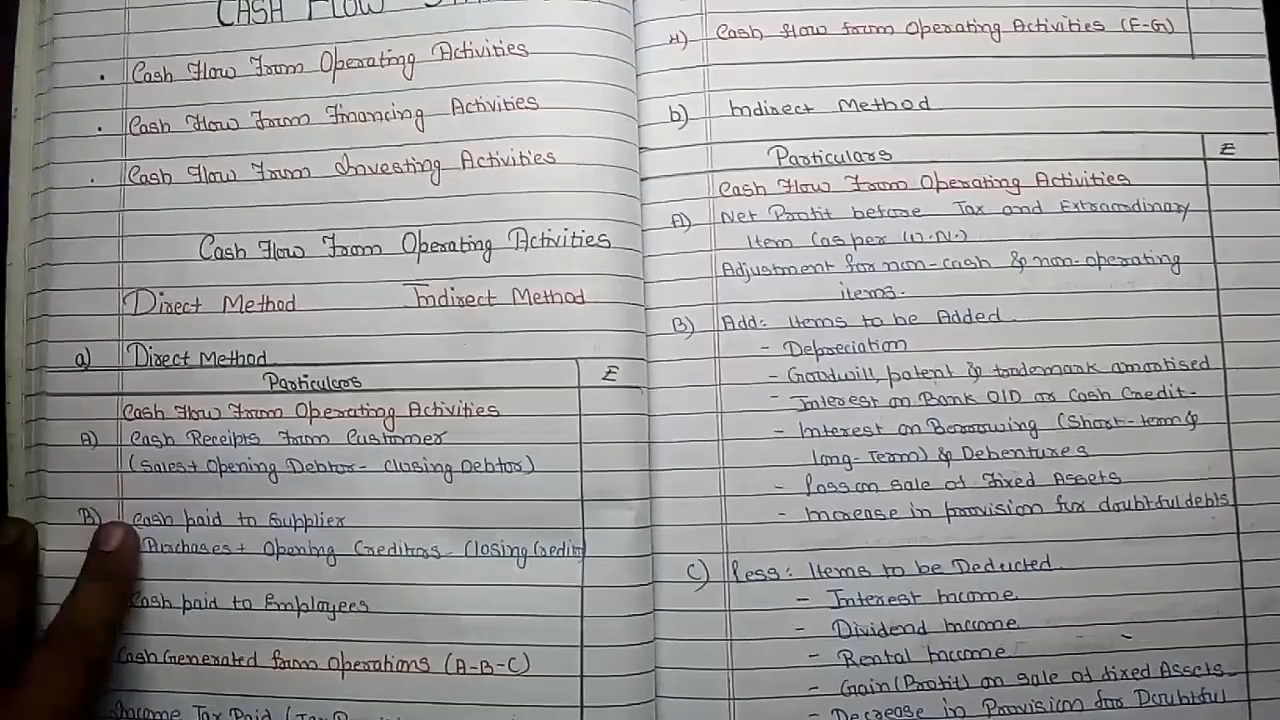 CASH FLOW
• Cash Flow From Operating Activities
• Cash Flow From Financing Activities
• Cash Flow From Investing Activities
Cash Flow From Operating Activities
Direct Method Indirect Method
a) Direct Method
Particulars ₹
Cash Flow From Operating Activities
A) Cash Receipts From Customer
(Sales + Opening Debtor - Closing Debtor)
B) Cash paid to Supplier
Purchases + Opening Creditors - Closing Creditor
Cash paid to Employees
Cash Generated form Operations (A-B-C)
Income Tax Paid
H) Cash flow form Operating Activities (F-G)
b) Indirect Method
Particulars ₹
Cash Flow From Operating Activities
A) Net Profit before Tax and Extraordinary
Item (as per W.N.)
Adjustment for non-cash & non-operating
items.
B) Add: Items to be Added
- Depreciation
- Goodwill, patent & trademark amortised
- Interest on Bank O/D or Cash Credit-
- Interest on Borrowing (Short-term &
long-Term) & Debentures
- Loss on sale of Fixed Assets
- Increase in provision for doubtful debts
C) Less: Items to be Deducted
- Interest Income
- Dividend Income
- Rental Income
- Gain (Profit) on sale of fixed Assets
- Decrease in Provision for Doubtful